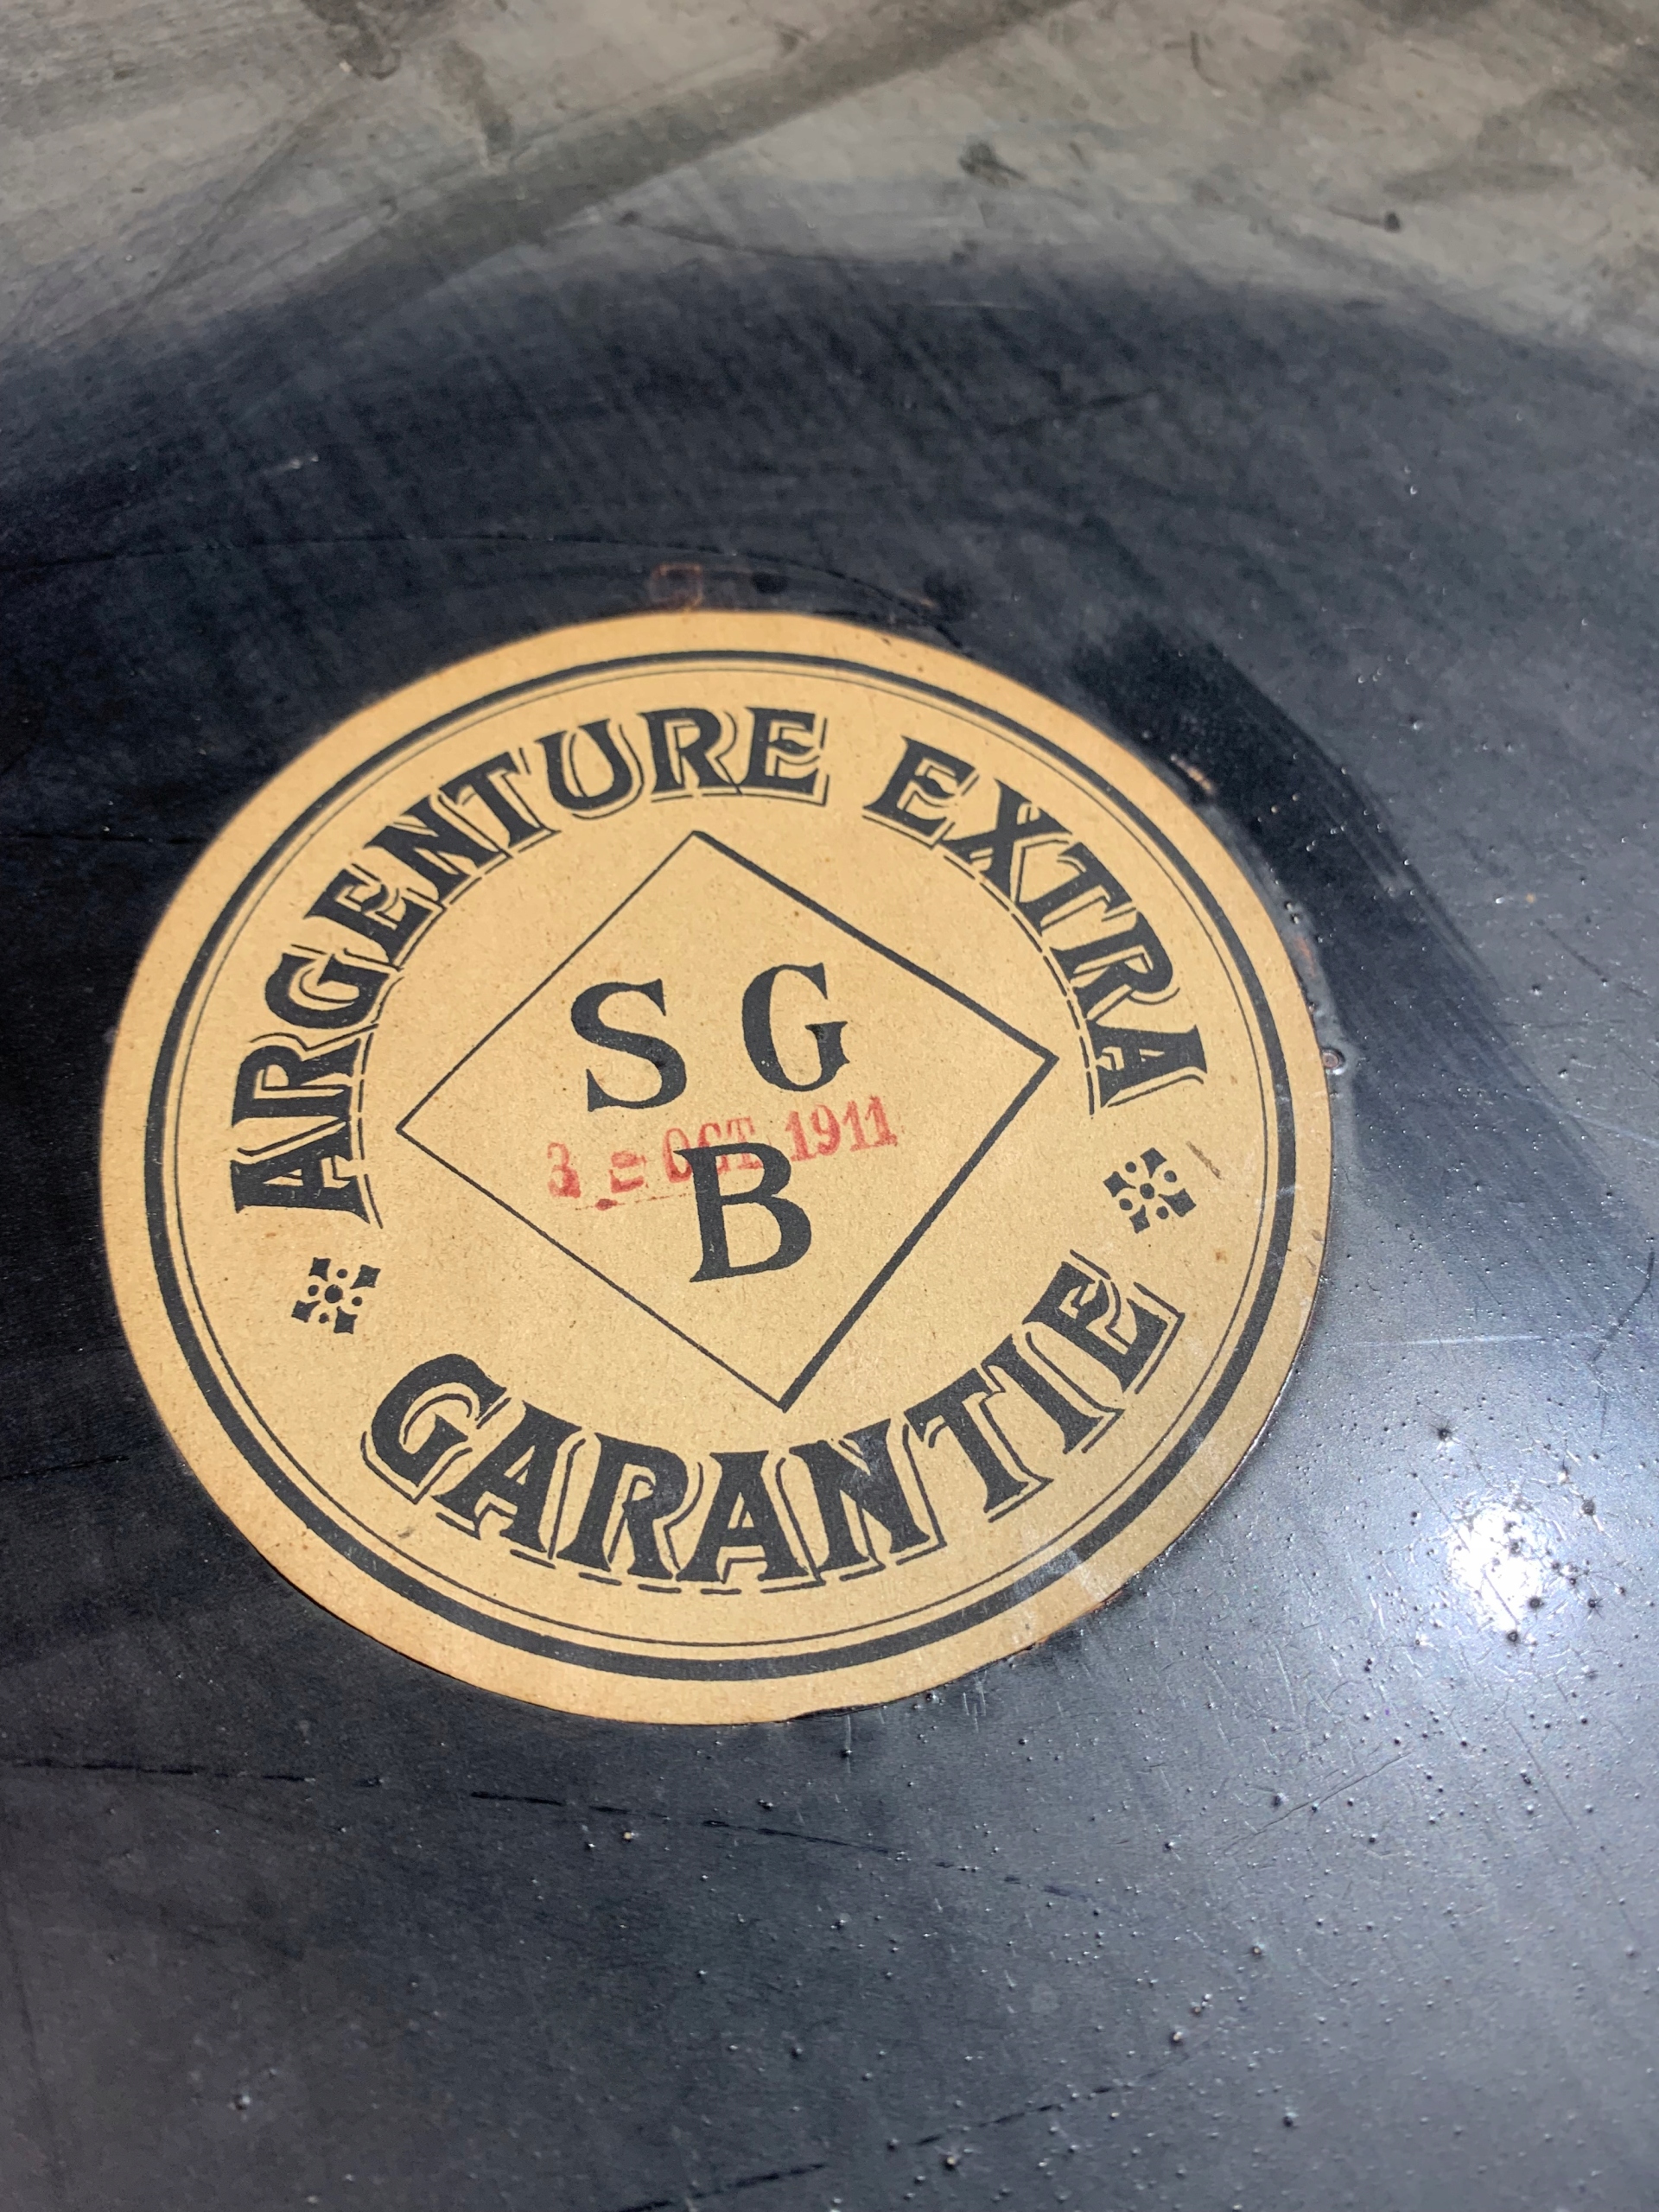 ARGENTURE EXTRA
S G
3 = OCT 1911
B
GARANTIE